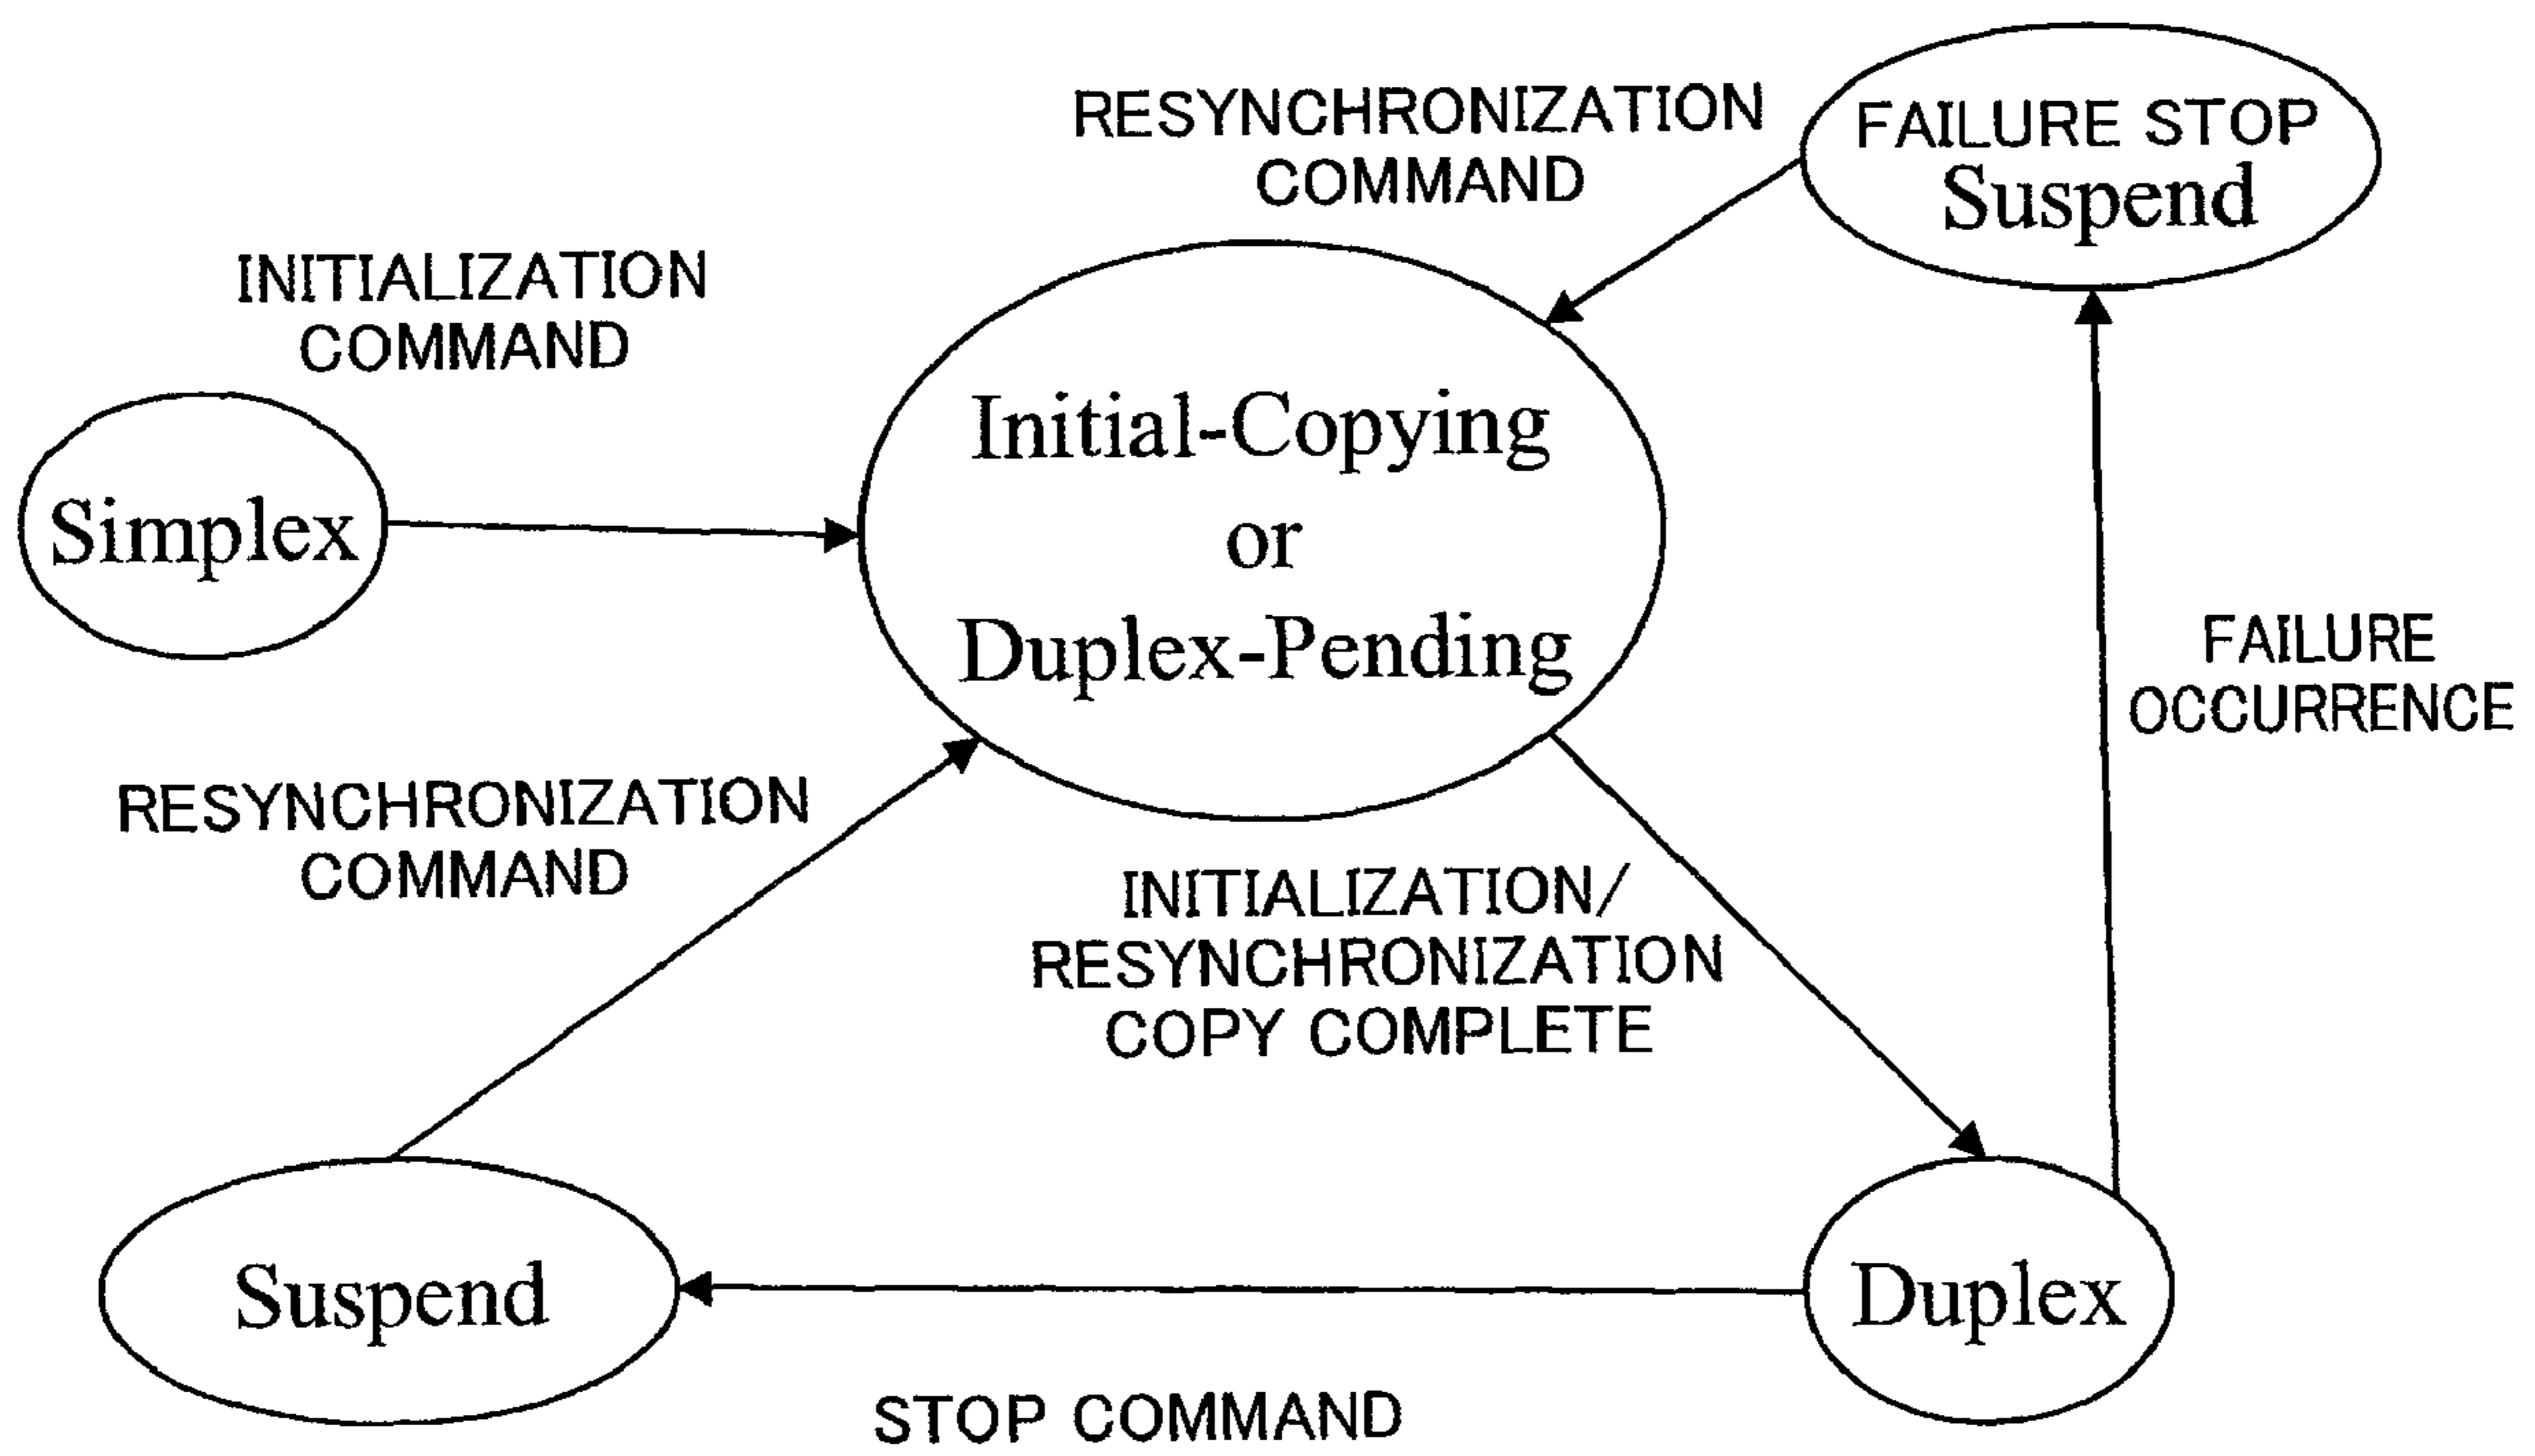 RESYNCHRONIZATION
COMMAND
FAILURE STOP
Suspend
INITIALIZATION
COMMAND
Simplex
Initial-Copying
or
Duplex-Pending
FAILURE
OCCURRENCE
RESYNCHRONIZATION
COMMAND
INITIALIZATION/
RESYNCHRONIZATION
COPY COMPLETE
Suspend
Duplex
STOP COMMAND